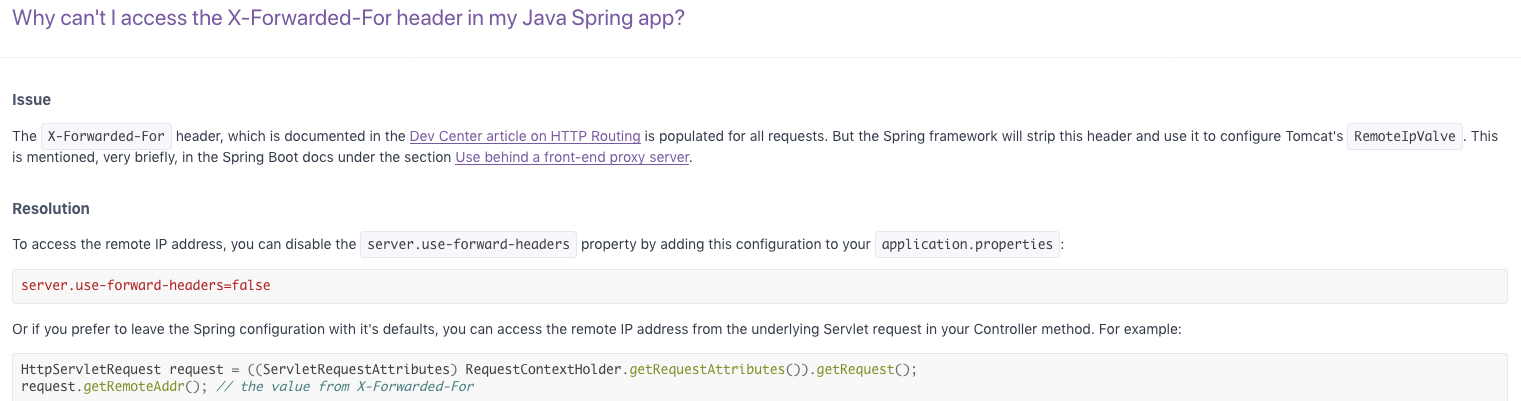 Why can't I access the X-Forwarded-For header in my Java Spring app?
Issue
The X-Forwarded-For header, which is documented in the Dev Center article on HTTP Routing is populated for all requests. But the Spring framework will strip this header and use it to configure Tomcat's RemoteIpValve. This
is mentioned, very briefly, in the Spring Boot docs under the section Use behind a front-end proxy server.
Resolution
To access the remote IP address, you can disable the server.use-forward-headers property by adding this configuration to your application.properties:
server.use-forward-headers=false
Or if you prefer to leave the Spring configuration with it's defaults, you can access the remote IP address from the underlying Servlet request in your Controller method. For example:
HttpServletRequest request = ((ServletRequestAttributes) RequestContextHolder.getRequestAttributes()).getRequest();
request.getRemoteAddr(); // the value from X-Forwarded-For